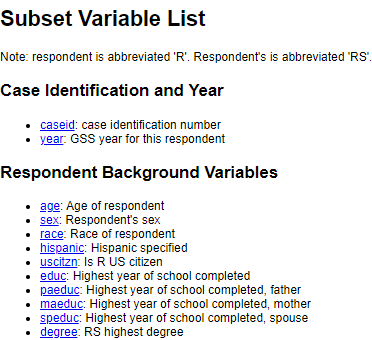 Subset Variable List
Note: respondent is abbreviated 'R'. Respondent's is abbreviated 'RS'.
Case Identification and Year
• caseid: case identification number
• year: GSS year for this respondent
Respondent Background Variables
• age: Age of respondent
• sex: Respondent's sex
• race: Race of respondent
• hispanic: Hispanic specified
• uscitzn: Is R US citizen
• educ: Highest year of school completed
• paeduc: Highest year of school completed, father
• maeduc: Highest year of school completed, mother
• speduc: Highest year of school completed, spouse
• degree: RS highest degree